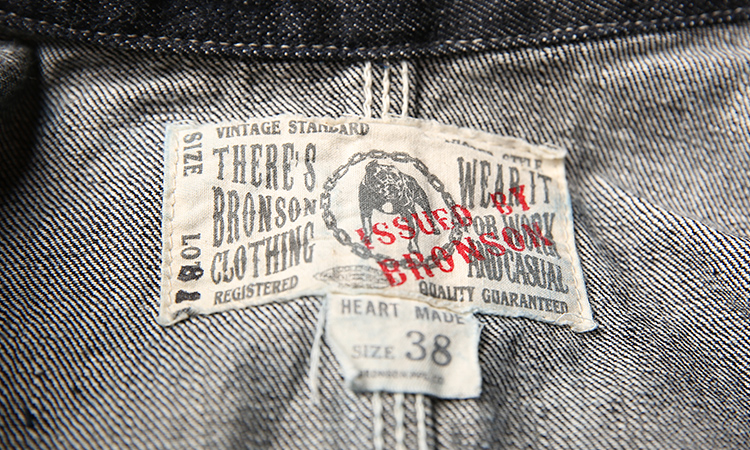 VINTAGE STANDARD
STYLE
SIZE
THERE'S
BRONSON
CLOTHING
LOT
REGISTERED
WEAR IT
FOR WORK
AND CASUAL
QUALITY GUARANTEED
ISSUED BY
BRONSON
HEART MADE
SIZE 38